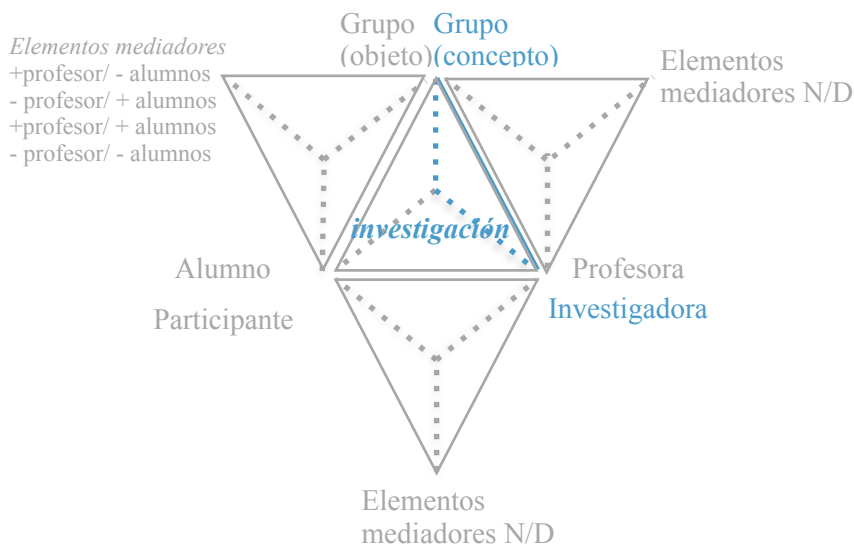 Elementos mediadores
+profesor/ - alumnos
- profesor/ + alumnos
+profesor/ + alumnos
- profesor/ - alumnos
Grupo
(objeto)
Grupo
(concepto)
Elementos
mediadores N/D
investigación
Alumno
Participante
Profesora
Investigadora
Elementos
mediadores N/D